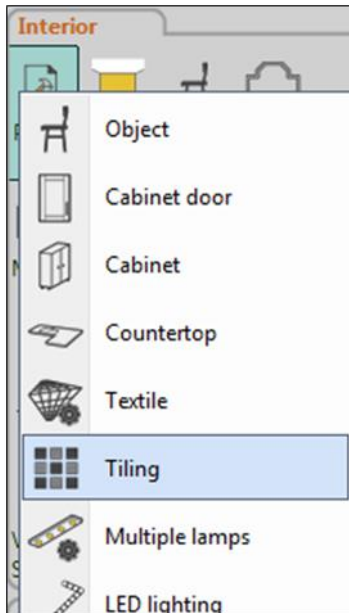 Interior
Object
Cabinet door
Cabinet
Countertop
Textile
Tiling
Multiple lamps
LED lighting